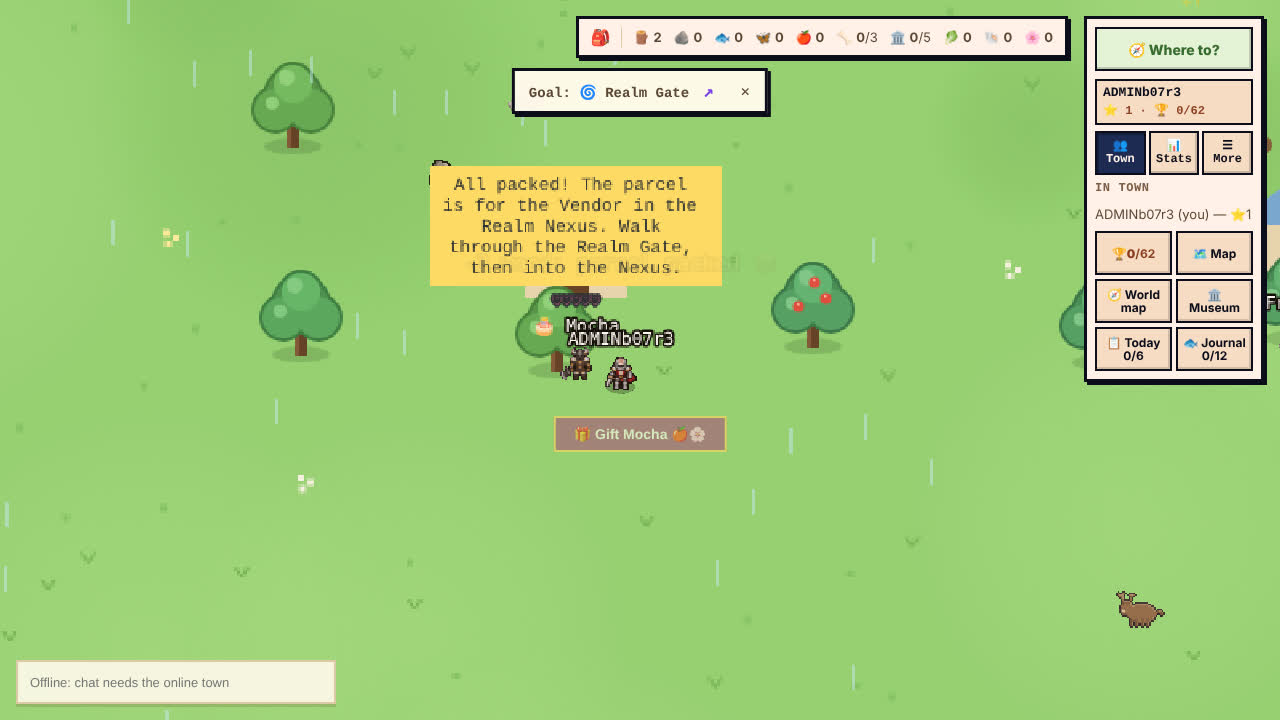 2 0 0 0 0 0/3 0/5 0 0 0
Goal: Realm Gate ↗ ×
Where to?
ADMINb07r3
1 · 0/62
Town Stats More
IN TOWN
ADMINb07r3 (you) — 1
0/62 Map
World map
Museum
Today 0/6
Journal 0/12
All packed! The parcel
is for the Vendor in the
Realm Nexus. Walk
through the Realm Gate,
then into the Nexus.
Mocha
ADMINb07r3
Gift Mocha
Offline: chat needs the online town